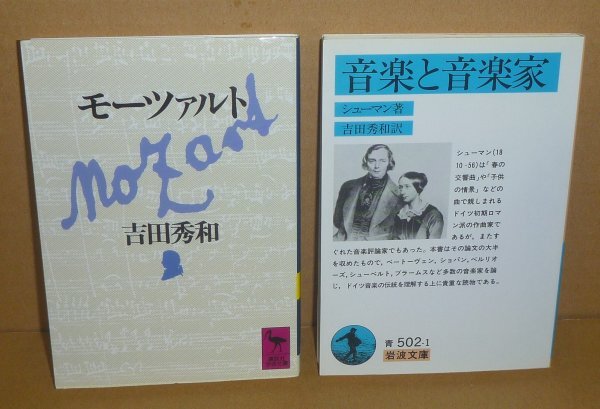 モーツァルト
Mozart
吉田秀和
講談社
学術文庫
音楽と音楽家
シューマン著
吉田秀和訳
シューマン(18
10-56)は「春の
交響曲」や「子供
の情景」などの
曲で親しまれる
ドイツ初期ロマ
ン派の作曲家で
あるが,またす
ぐれた音楽評論家でもあった.本書はその論文の大半
を収めたもので,ベートーヴェン,ショパン,ベルリオ
ーズ,シューベルト,ブラームスなど多数の音楽家を論
じ,ドイツ音楽の伝統を理解する上に貴重な読物である.
青 502-1
岩波文庫